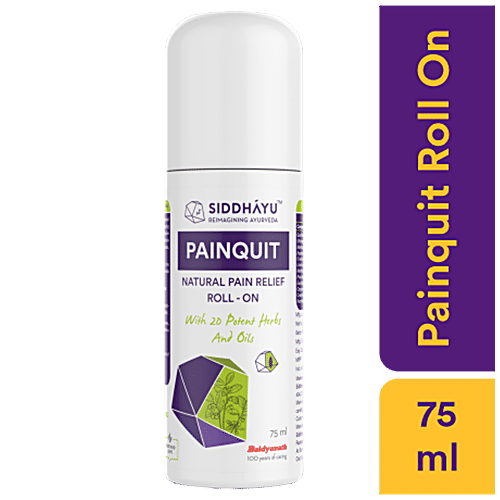 SIDDHĀYU™
REIMAGINING AYURVEDA
PAINQUIT
NATURAL PAIN RELIEF
ROLL - ON
With 20 Potent Herbs
And Oils
75 ml
Baidyanath
100 years of caring
Painquit Roll On
75
ml